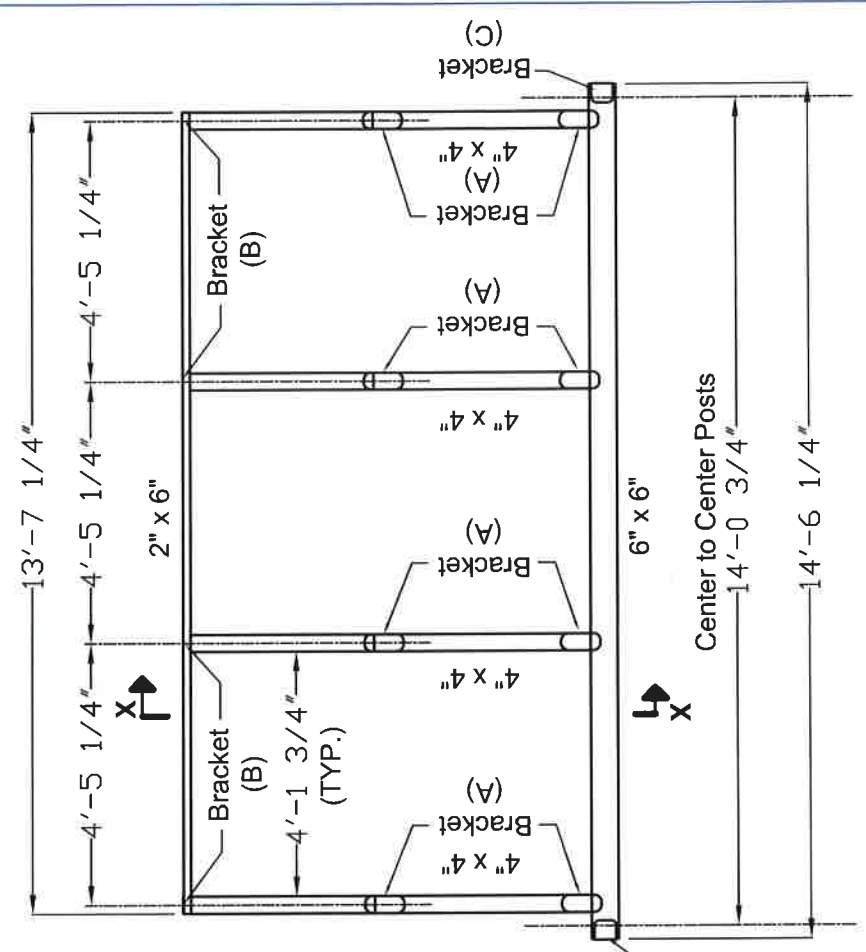 Bracket
(C)
13'-7 1/4"
4'-5 1/4"
4'-5 1/4"
4'-5 1/4"
2" x 6"
X
Bracket
(B)
Bracket
(B)
4'-1 3/4"
(TYP.)
4" x 4"
Bracket
(A)
4" x 4"
Bracket
(A)
4" x 4"
Bracket
(A)
4" x 4"
Bracket
(A)
6" x 6"
X
Center to Center Posts
14'-0 3/4"
14'-6 1/4"